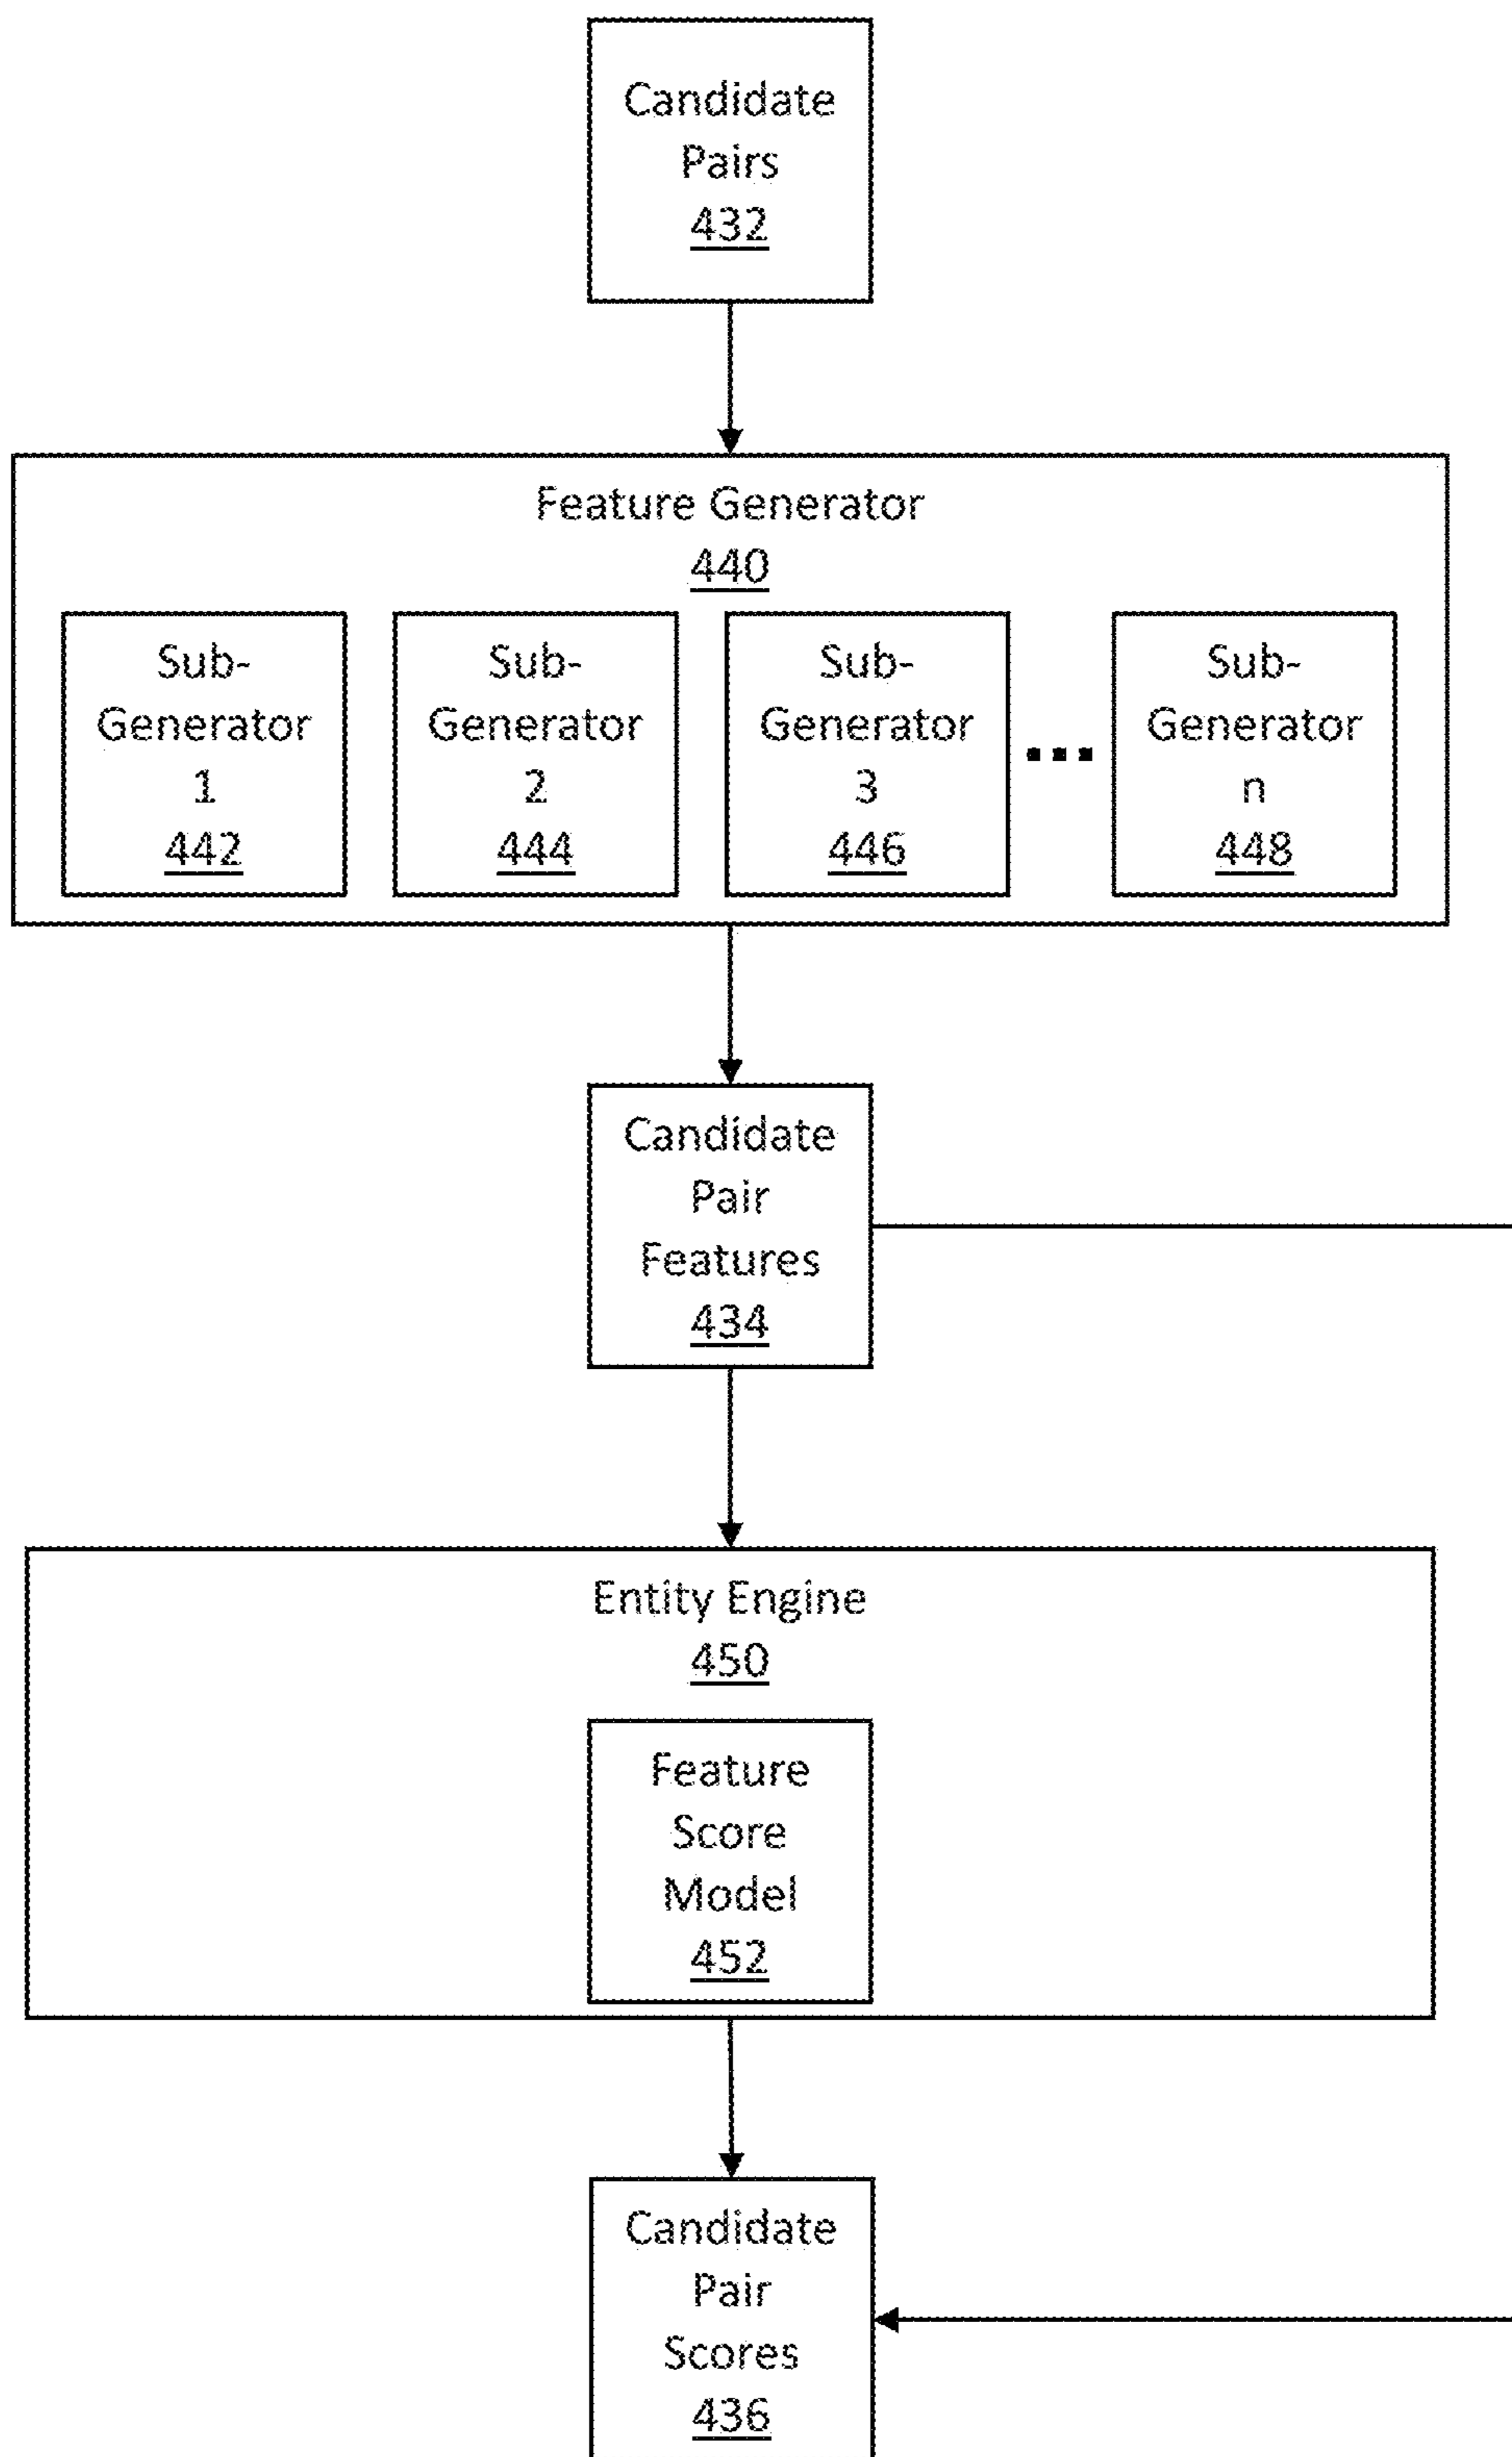 Candidate
Pairs
432
Feature Generator
440
Sub-
Generator
1
442
Sub-
Generator
2
444
Sub-
Generator
3
446
...
Sub-
Generator
n
448
Candidate
Pair
Features
434
Entity Engine
450
Feature
Score
Model
452
Candidate
Pair
Scores
436